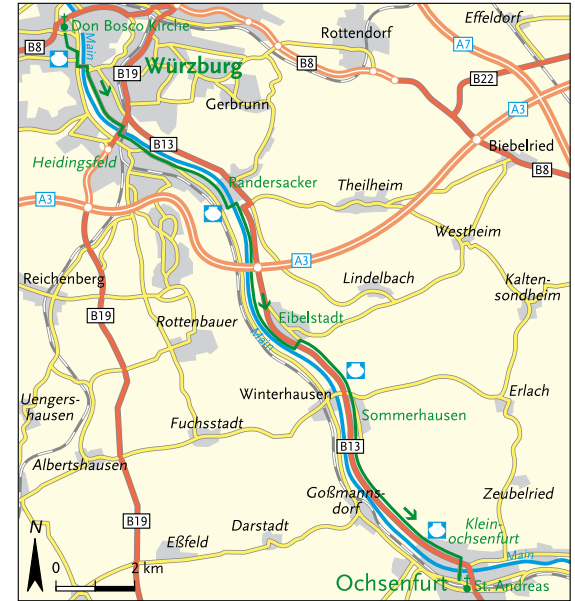 Effeldorf
Don Bosco Kirche
Rottendorf
A7
B8
Main
B8
B19
Würzburg
B22
Gerbrunn
A3
B13
Biebelried
Heidingsfeld
B8
Randersacker
Theilheim
A3
Westheim
A3
Reichenberg
Lindelbach
Kalten-
sondheim
B19
Rottenbauer
Eibelstadt
Main
Winterhausen
Erlach
Uengers-
hausen
Fuchsstadt
Sommerhausen
B13
Albertshausen
Goßmanns-
dorf
Zeubelried
B19
Darstadt
Klein-
ochsenfurt
N
Eßfeld
Main
0 2 km
Ochsenfurt
St. Andreas